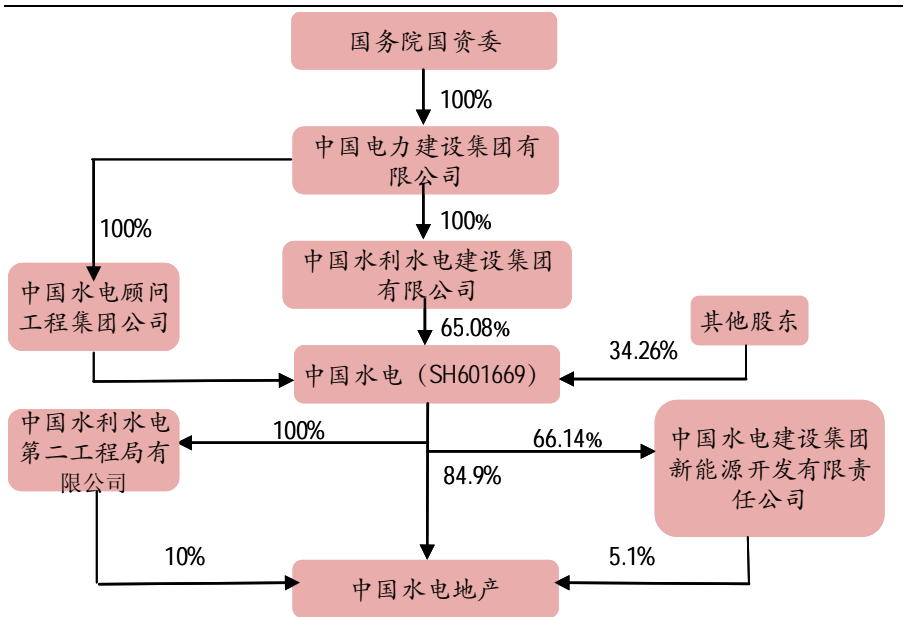 国务院国资委
100%
中国电力建设集团有
限公司
100%
100%
中国水利水电建设集团
有限公司
中国水电顾问
工程集团公司
65.08%
其他股东
34.26%
中国水电（SH601669）
中国水利水电
第二工程局有
限公司
100%
66.14%
84.9%
中国水电建设集团
新能源开发有限责
任公司
10%
5.1%
中国水电地产